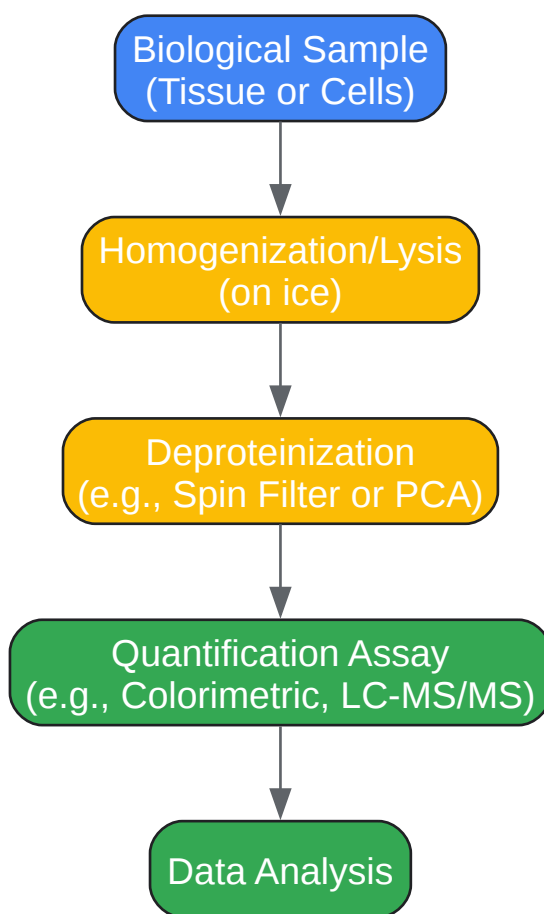 Biological Sample
(Tissue or Cells)
Homogenization/Lysis
(on ice)
Deproteinization
(e.g., Spin Filter or PCA)
Quantification Assay
(e.g., Colorimetric, LC-MS/MS)
Data Analysis